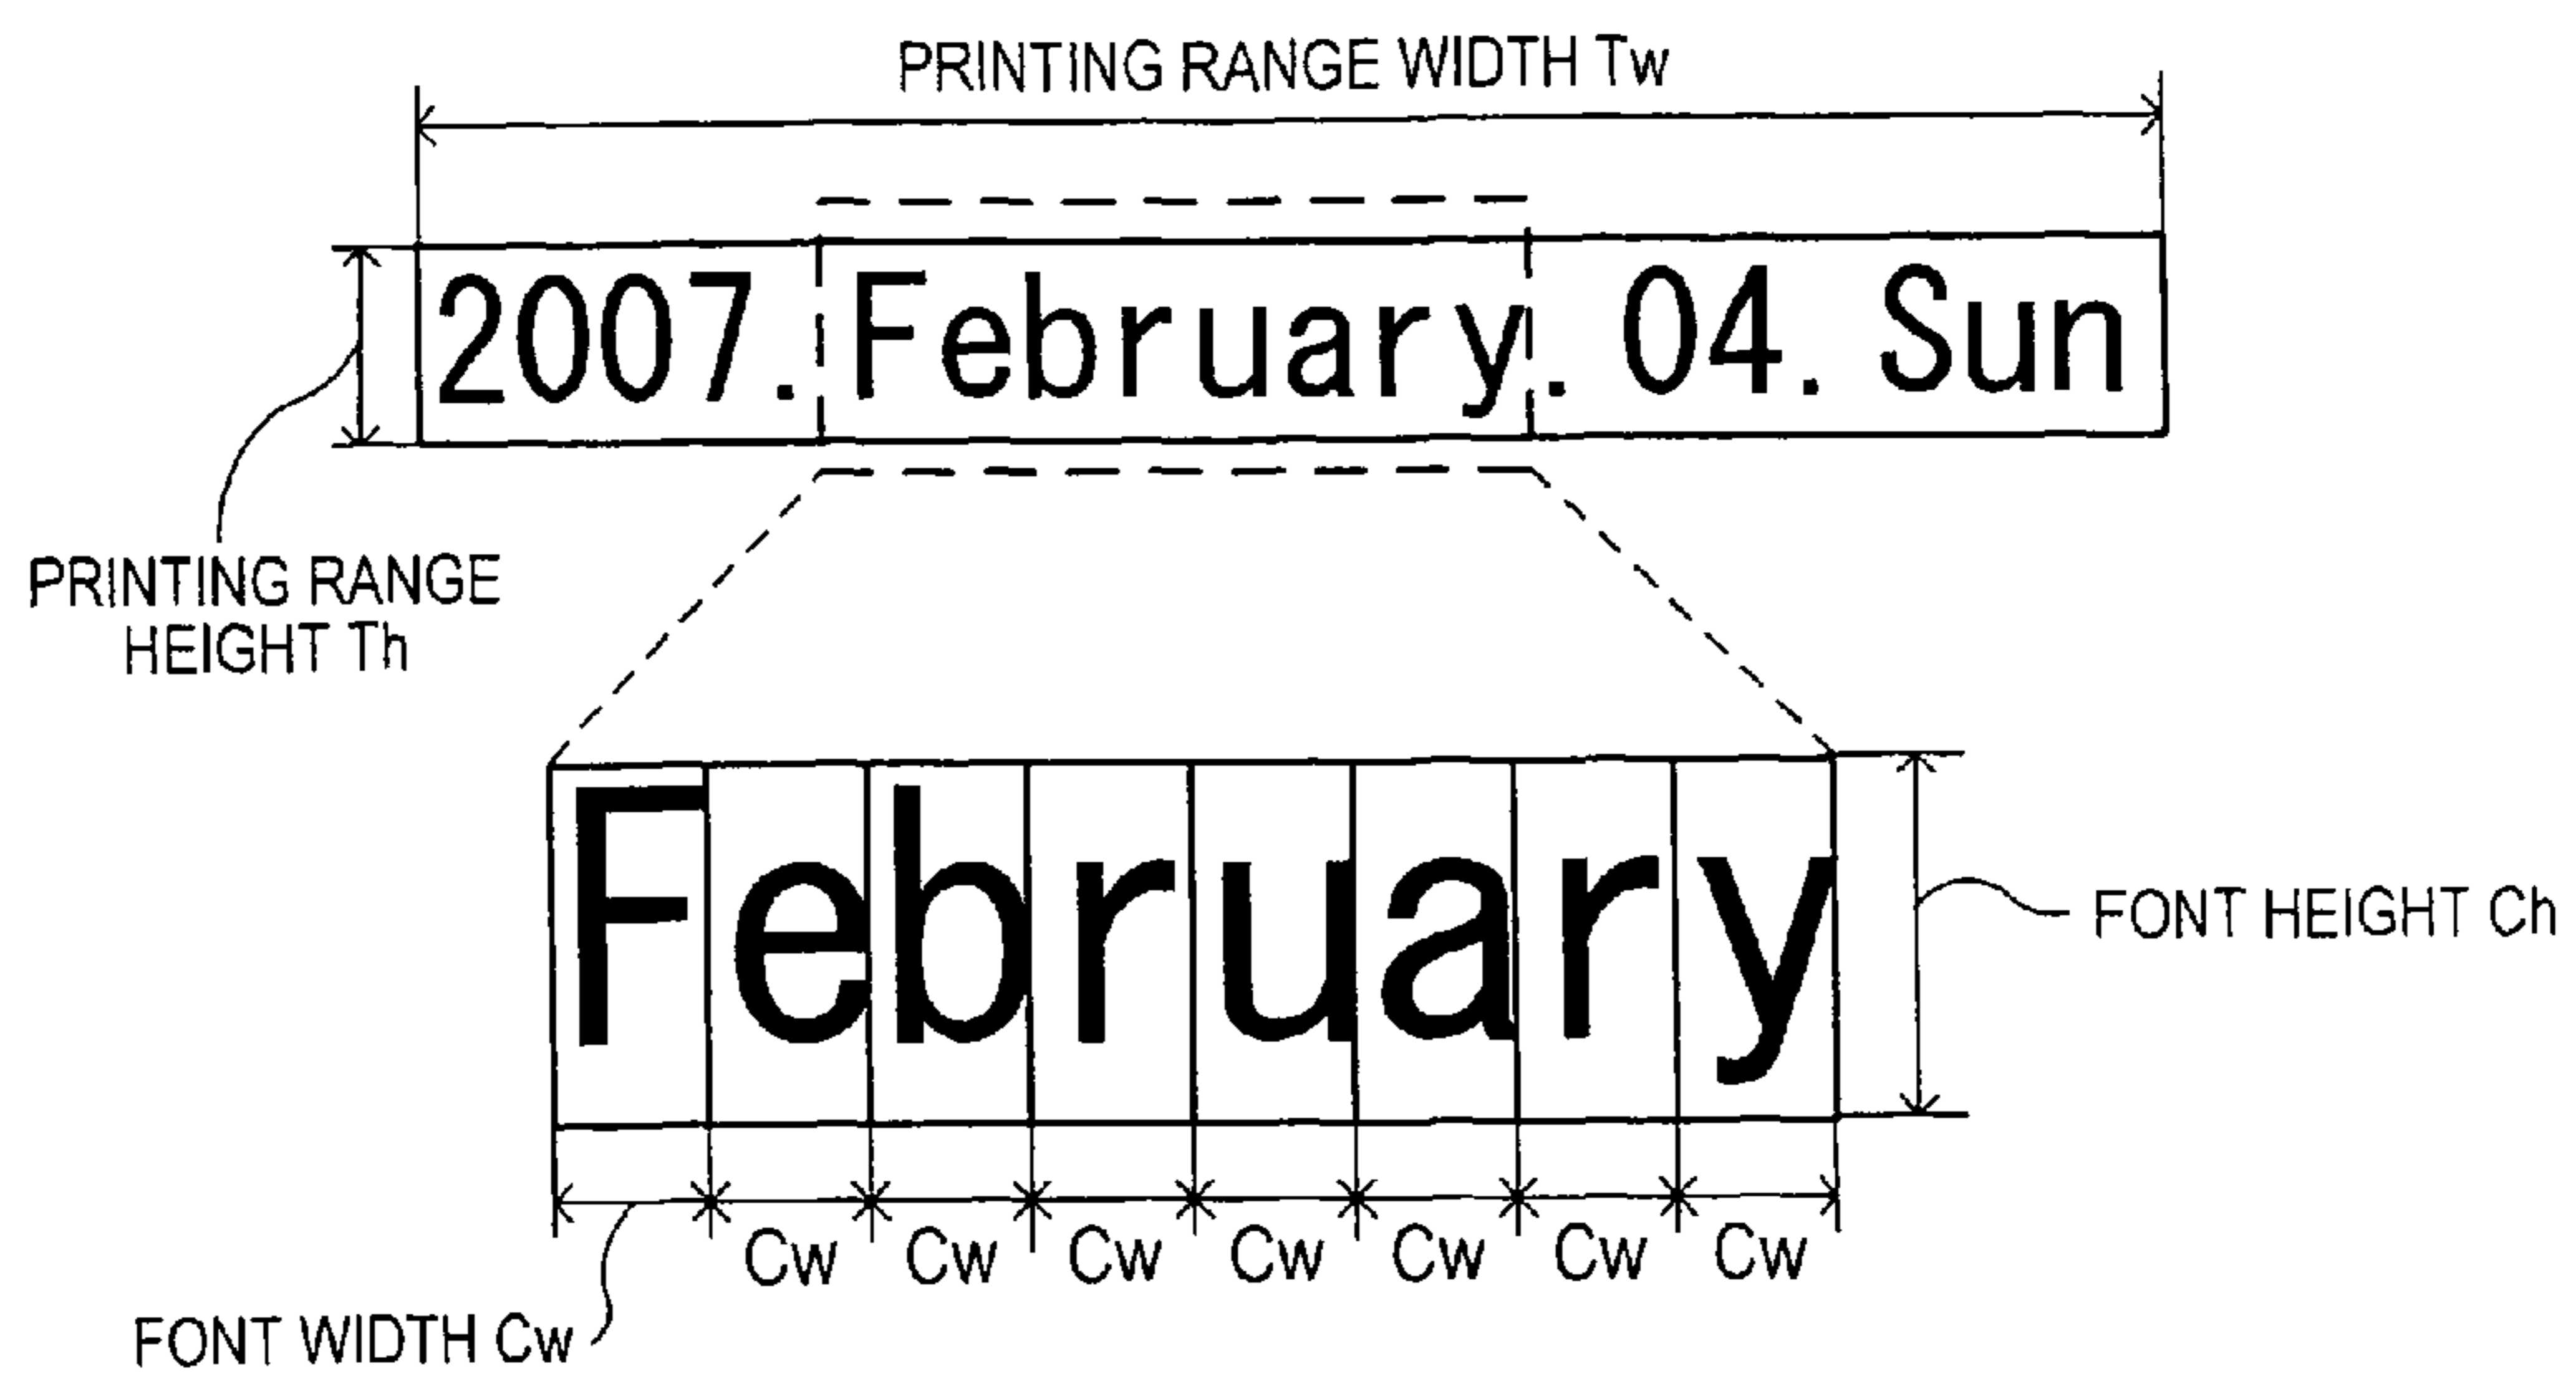 PRINTING RANGE WIDTH Tw
2007. February. 04. Sun
PRINTING RANGE
HEIGHT Th
February
FONT HEIGHT Ch
Cw Cw Cw Cw Cw Cw Cw
FONT WIDTH Cw